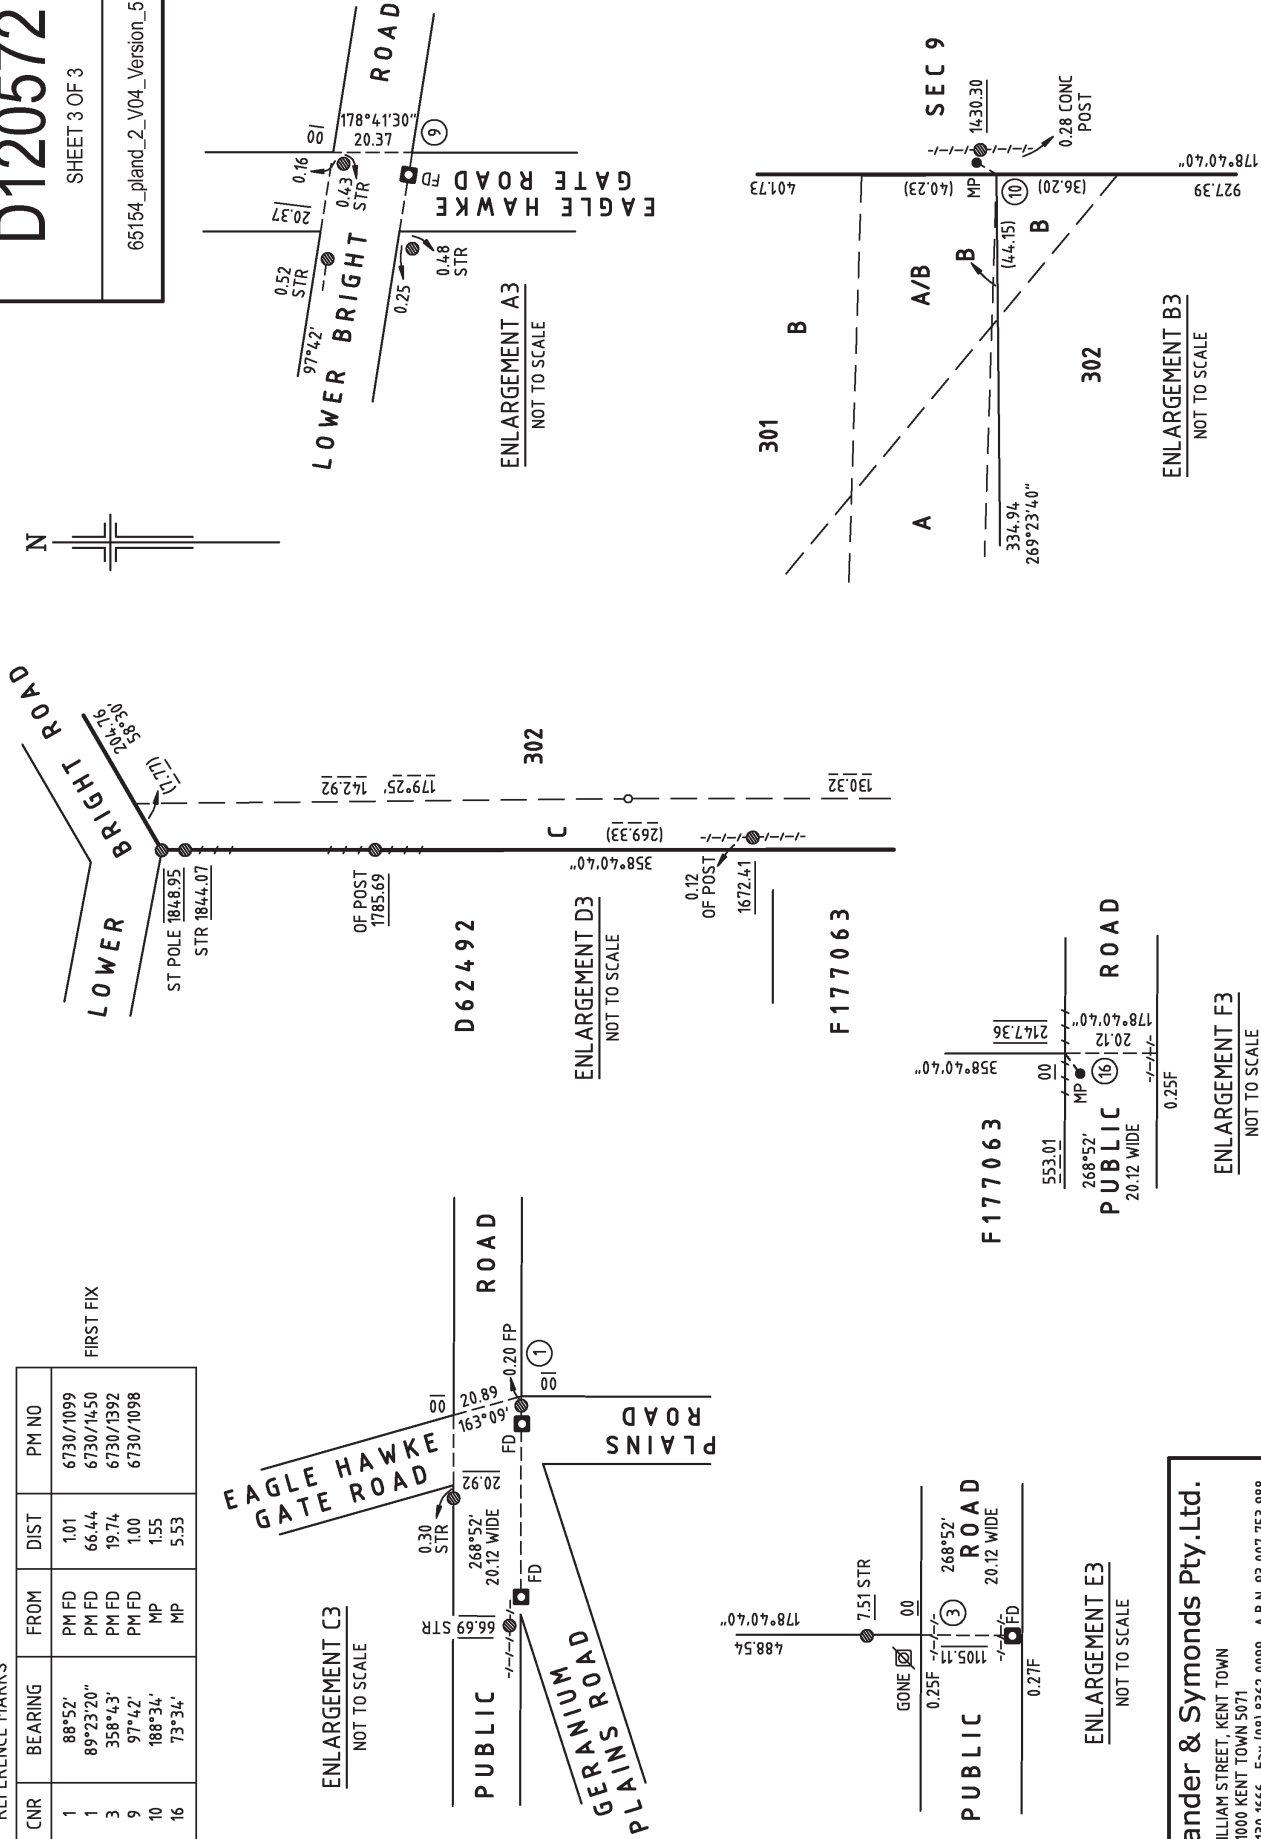 D120572
SHEET 3 OF 3
65154_pland_2_V04_Version_5
REFERENCE MARKS
CNR BEARING FROM DIST PM NO
1 88°52' PM FD 1.01 6730/1099
1 89°23'20" PM FD 66.44 6730/1450 FIRST FIX
3 358°43' PM FD 19.74 6730/1392
9 97°42' PM FD 1.00 6730/1098
10 188°34' MP 1.55
16 73°34' MP 5.53
N
LOWER BRIGHT ROAD
EAGLE HAWKE
GATE ROAD
00
178°41'30"
20.37
0.16
0.43
STR
20.37
0.52
STR
97°42'
FD
9
0.25
0.48
STR
ENLARGEMENT A3
NOT TO SCALE
SEC 9
1430.30
0.28 CONC
POST
401.73
(40.23)
MP
10
(36.20)
178°40'40"
927.39
(44.15)
B
B
A/B
B
301
A
302
334.94
269°23'40"
ENLARGEMENT B3
NOT TO SCALE
LOWER BRIGHT ROAD
204.76
58°30'
(7.77)
ST POLE 1848.95
STR 1844.07
OF POST
1785.69
142.92
179°25'
130.32
302
C
(269.33)
358°40'40"
0.12
OF POST
1672.41
D62492
F177063
ENLARGEMENT D3
NOT TO SCALE
EAGLE HAWKE
GATE ROAD
00
20.89
163°09'
0.20 FP
1
00
FD
20.92
0.30
STR
268°52'
20.12 WIDE
FD
66.69 STR
PUBLIC ROAD
PLAINS
ROAD
GERANIUM
PLAINS ROAD
ENLARGEMENT C3
NOT TO SCALE
178°40'40"
488.54
7.51 STR
GONE
00
0.25F
3
1105.11
FD
0.27F
268°52'
20.12 WIDE
PUBLIC ROAD
ENLARGEMENT E3
NOT TO SCALE
F177063
358°40'40"
2147.36
00
MP
16
178°40'40"
20.12
0.25F
553.01
268°52'
PUBLIC ROAD
20.12 WIDE
ENLARGEMENT F3
NOT TO SCALE
ander & Symonds Pty.Ltd.
ILLIAM STREET, KENT TOWN
1000 KENT TOWN 5071